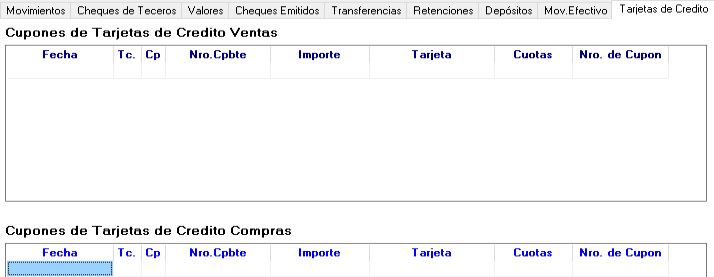 Movimientos Cheques de Teceros Valores Cheques Emitidos Transferencias Retenciones Depósitos Mov.Efectivo Tarjetas de Credito
Cupones de Tarjetas de Credito Ventas
Fecha Tc. Cp Nro.Cpbte Importe Tarjeta Cuotas Nro. de Cupon
Cupones de Tarjetas de Credito Compras
Fecha Tc. Cp Nro.Cpbte Importe Tarjeta Cuotas Nro. de Cupon